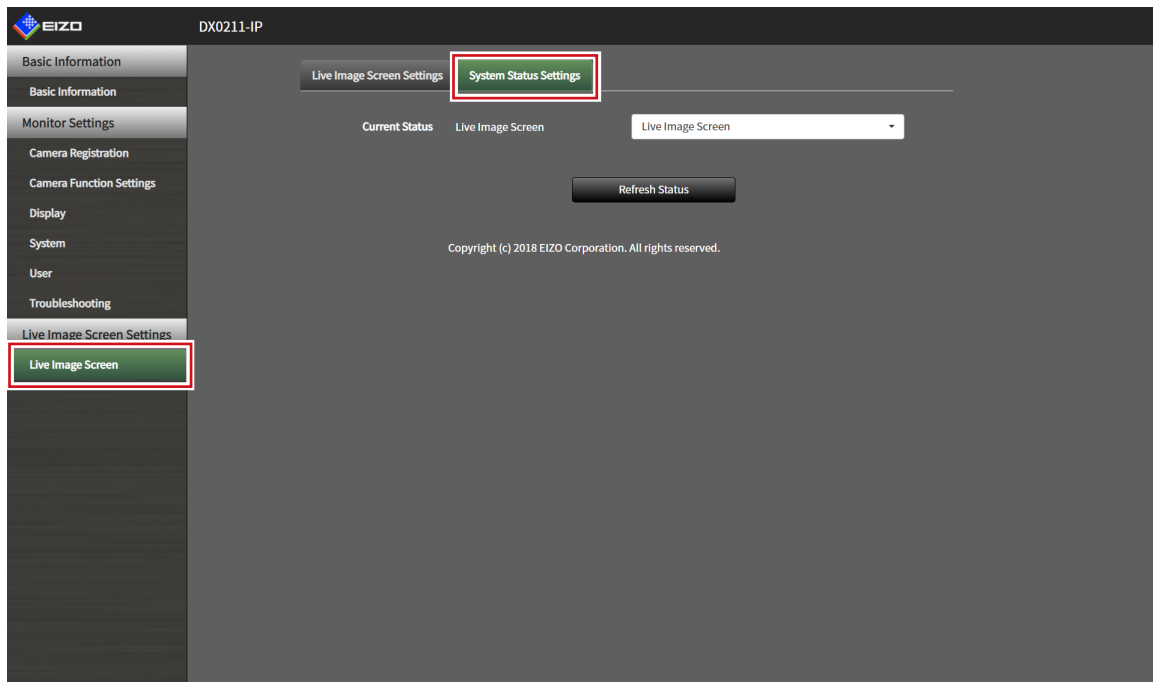 EIZO
DX0211-IP
Basic Information
Basic Information
Monitor Settings
Camera Registration
Camera Function Settings
Display
System
User
Troubleshooting
Live Image Screen Settings
Live Image Screen
Live Image Screen Settings
System Status Settings
Current Status
Live Image Screen
Live Image Screen
Refresh Status
Copyright (c) 2018 EIZO Corporation. All rights reserved.